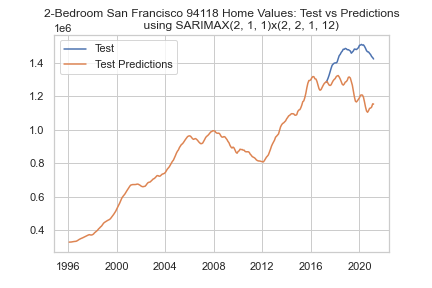 2-Bedroom San Francisco 94118 Home Values: Test vs Predictions
using SARIMAX(2, 1, 1)x(2, 2, 1, 12)
1e6
Test
Test Predictions
1.4
1.2
1.0
0.8
0.6
0.4
1996
2000
2004
2008
2012
2016
2020